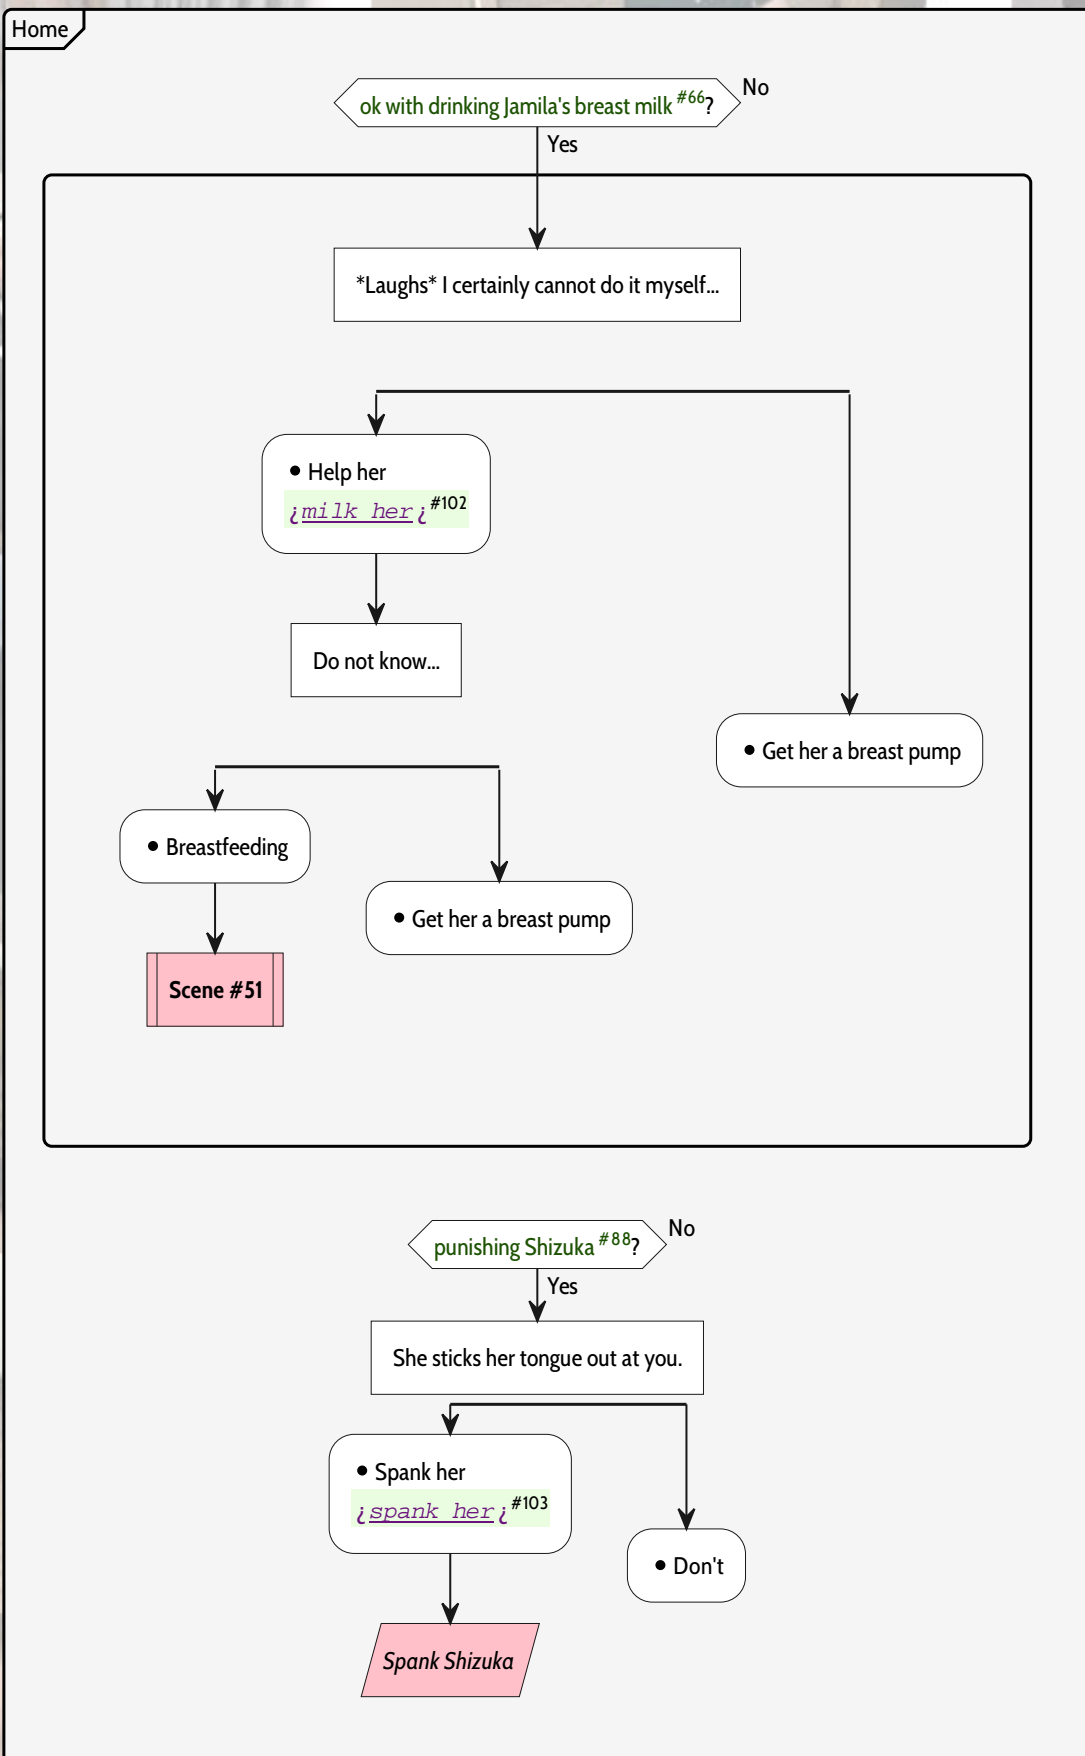 Home
ok with drinking Jamila's breast milk #66?
No
Yes
*Laughs* I certainly cannot do it myself...
• Help her
¿milk her¿#102
Do not know...
• Get her a breast pump
• Breastfeeding
• Get her a breast pump
Scene #51
punishing Shizuka #88?
No
Yes
She sticks her tongue out at you.
• Spank her
¿spank her¿#103
• Don't
Spank Shizuka